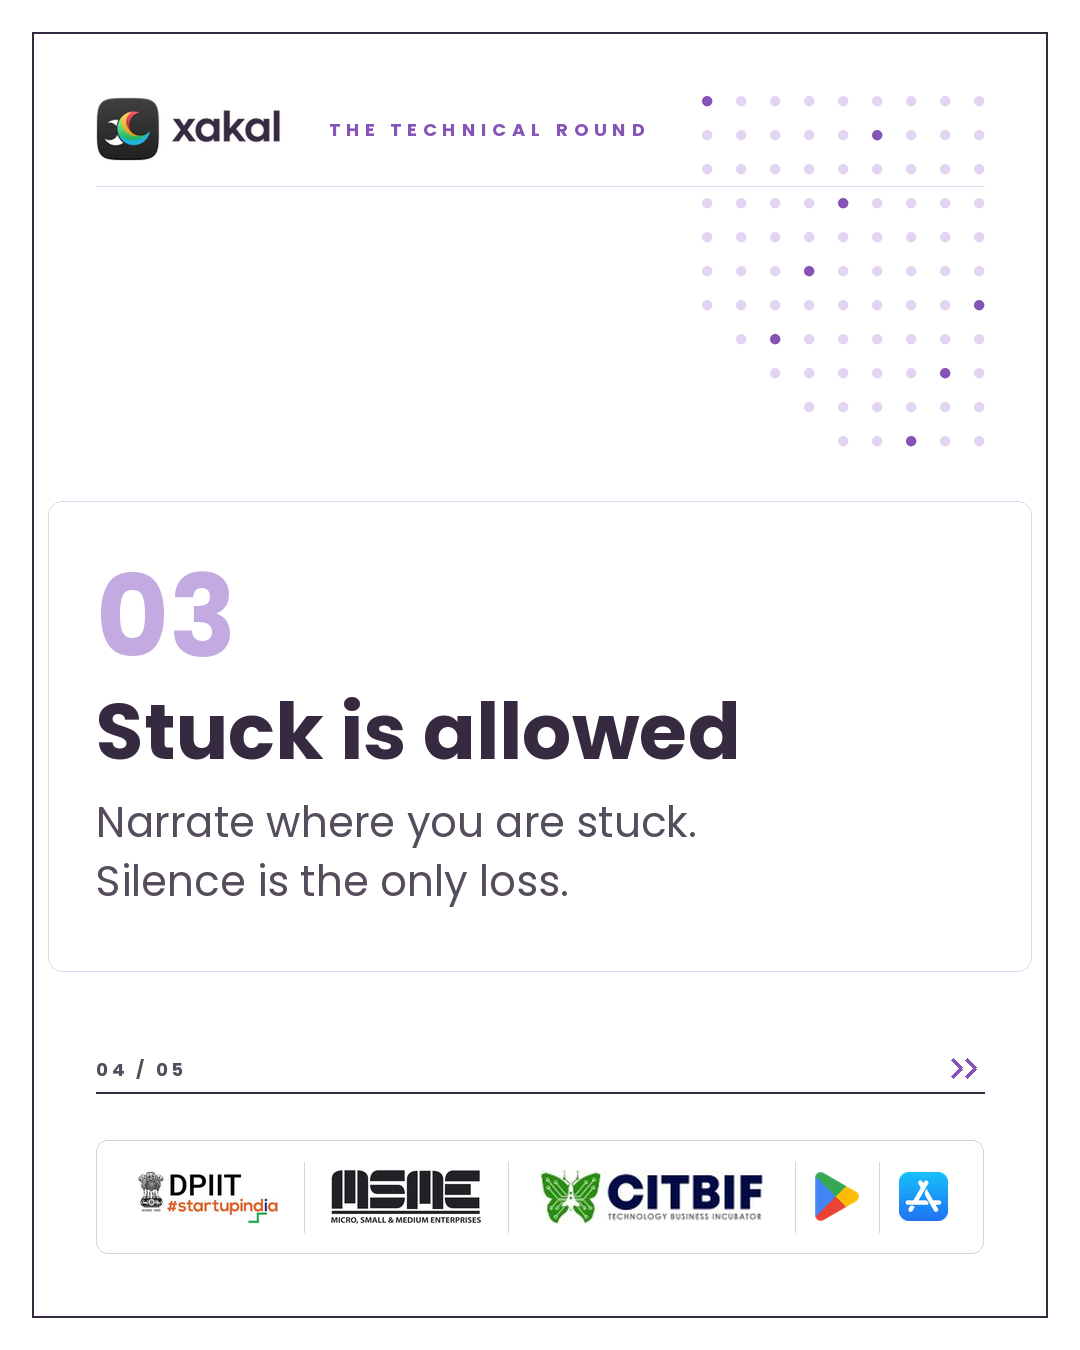 xakal
THE TECHNICAL ROUND
03
Stuck is allowed
Narrate where you are stuck.
Silence is the only loss.
04 / 05
DPIIT
#startupindia
MSME
MICRO, SMALL & MEDIUM ENTERPRISES
CITBIF
TECHNOLOGY BUSINESS INCUBATOR